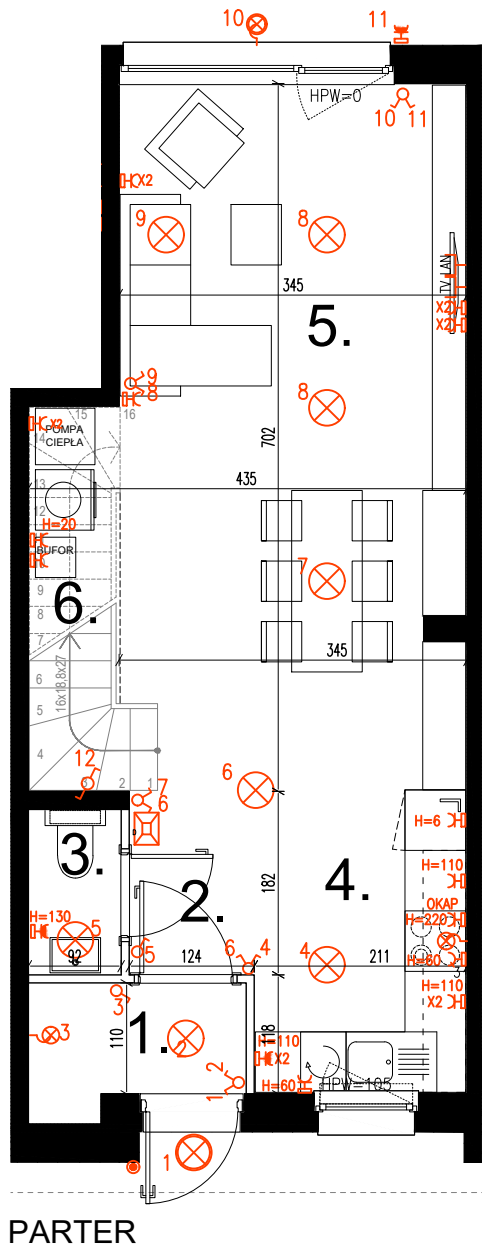 10
11
HPW=0
10 11
X2
9
8
TV LAN
345
5.
X2
X2
9
8
8
15
16
X2
14
POMPA
CIEPŁA
702
435
13
12
H=20
BUFOR
7
9
6.
8
7
345
6
16x18,8x27
5
4
12
3
2
1
7
6
6
H=6
3.
H=110
182
4.
2.
OKAP
H=130
H=220
5
5
6
4
4
H=60
92
124
211
3
H=110
X2
3
3
1.
2
110
118
H=110
X2
2
1
H=60
HPW=105
1
PARTER